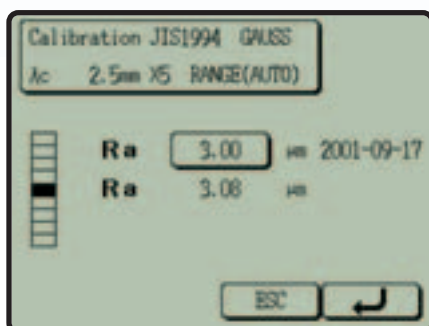 Calibration JIS1994 GAUSS
λc 2.5mm X5 RANGE(AUTO)
Ra 3.00 μm 2001-09-17
Ra 3.08 μm
ESC